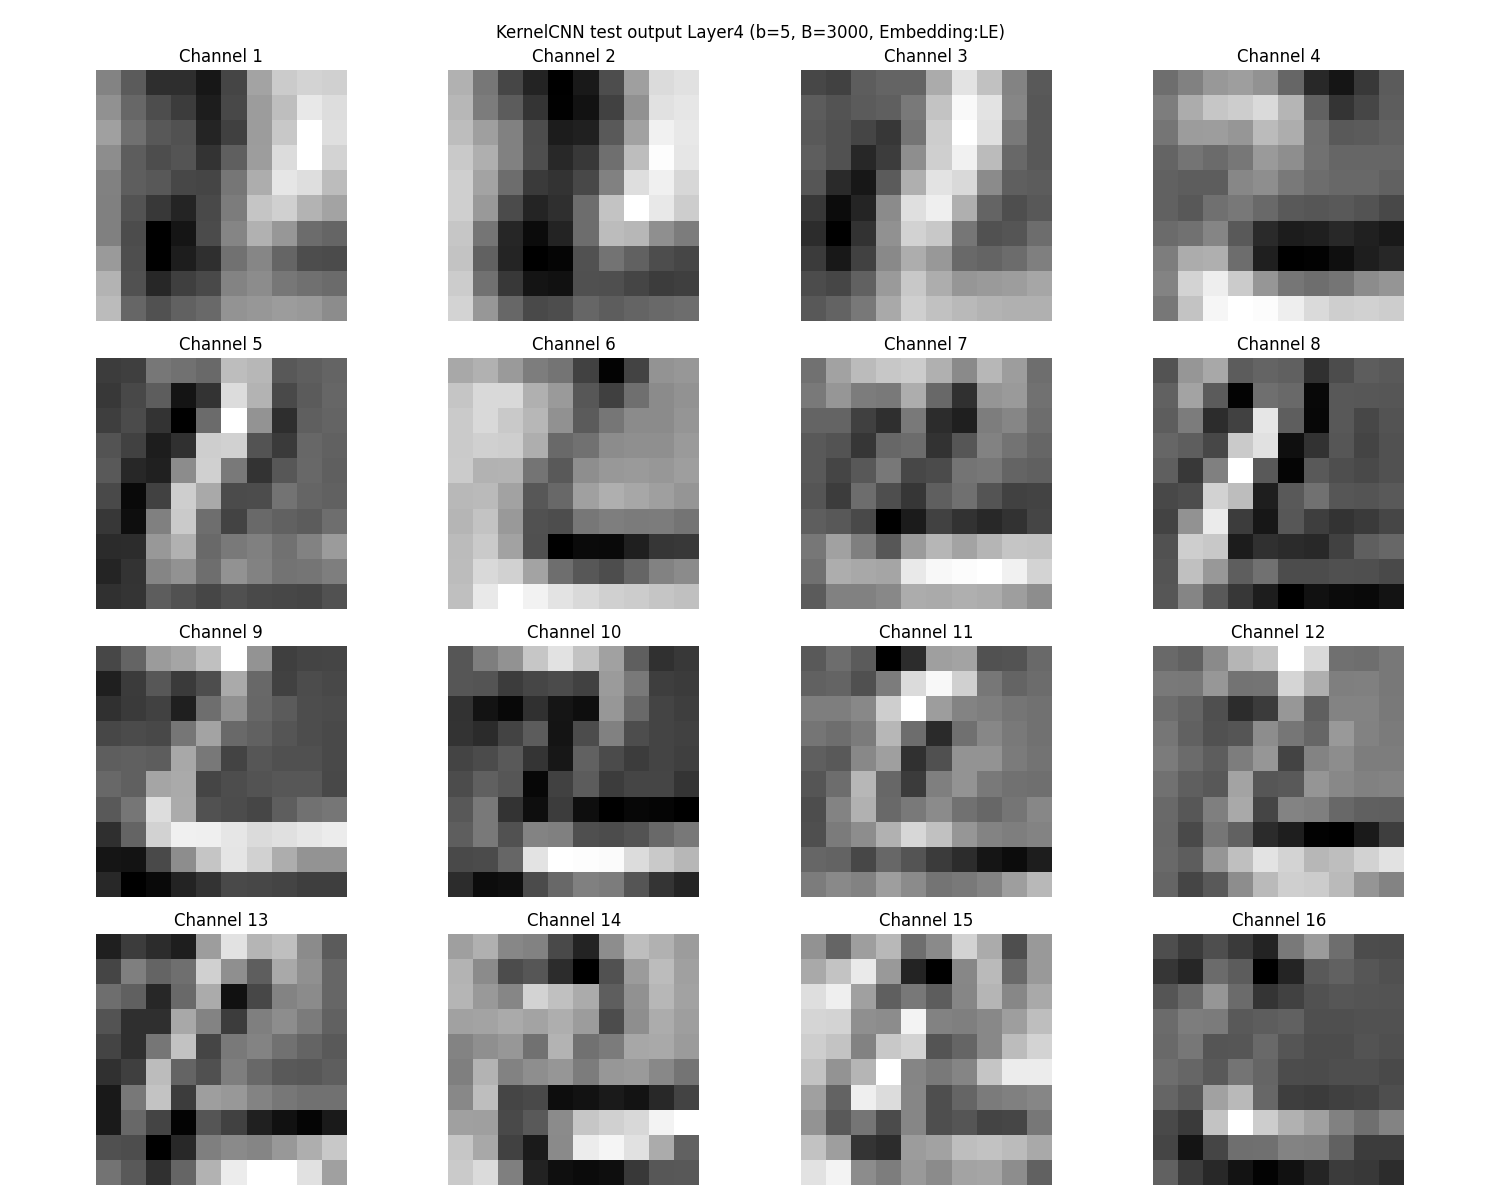 KernelCNN test output Layer4 (b=5, B=3000, Embedding:LE)
Channel 1 Channel 2 Channel 3 Channel 4
Channel 5 Channel 6 Channel 7 Channel 8
Channel 9 Channel 10 Channel 11 Channel 12
Channel 13 Channel 14 Channel 15 Channel 16